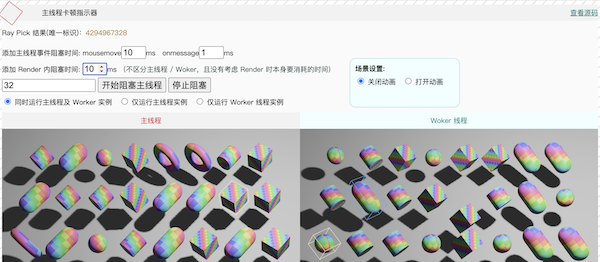 主线程卡顿指示器 查看源码
Ray Pick 结果(唯一标识): 4294967328
添加主线程事件阻塞时间: mousemove 10 ms onmessage 1 ms
添加 Render 内阻塞时间: 10 ms (不区分主线程 / Woker，且没有考虑 Render 时本身要消耗的时间)
场景设置:
关闭动画 打开动画
32 开始阻塞主线程 停止阻塞
同时运行主线程及 Worker 实例 仅运行主线程实例 仅运行 Worker 线程实例
主线程 Woker 线程